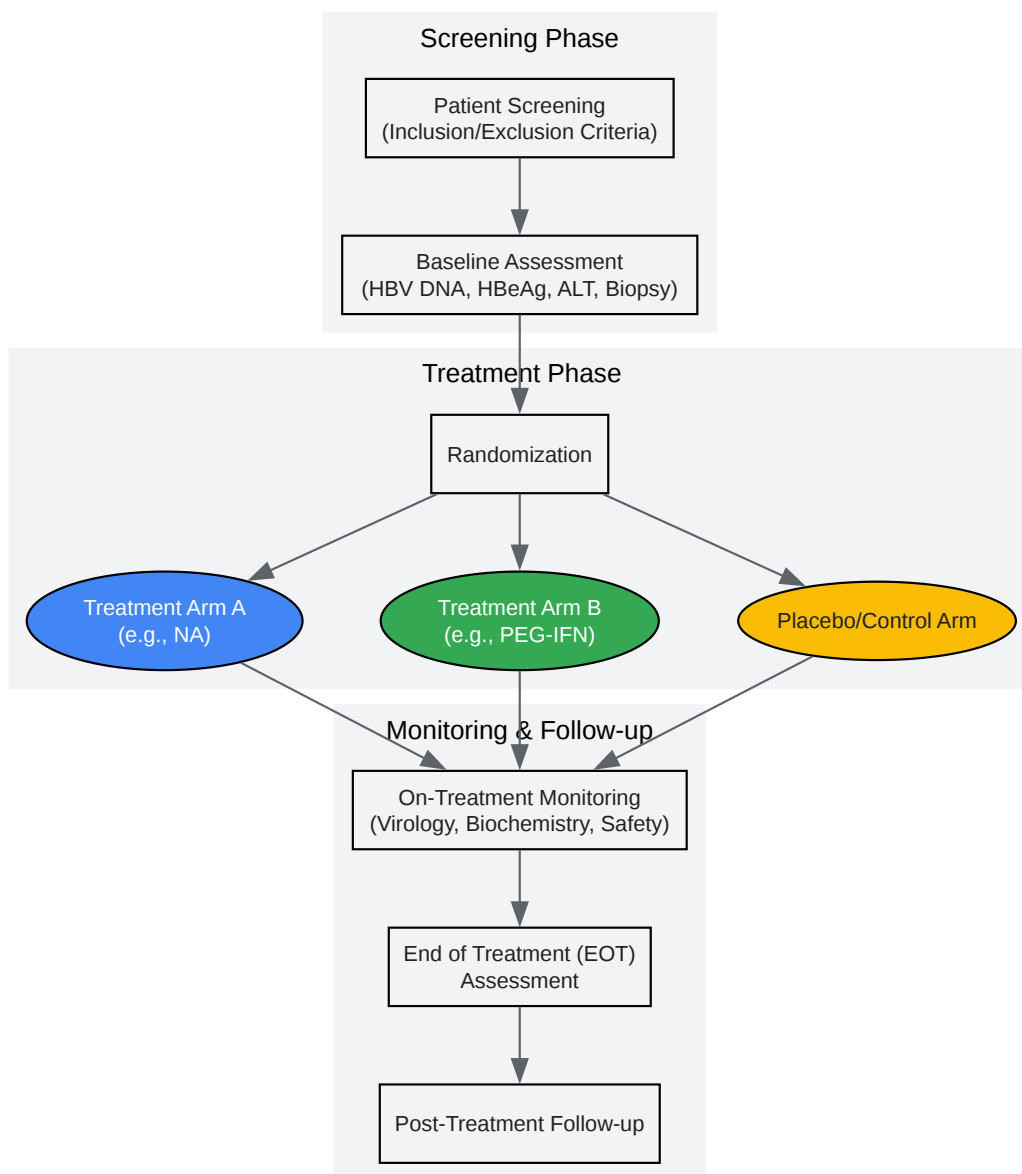 Screening Phase
Patient Screening
(Inclusion/Exclusion Criteria)
Baseline Assessment
(HBV DNA, HBeAg, ALT, Biopsy)
Treatment Phase
Randomization
Treatment Arm A
(e.g., NA)
Treatment Arm B
(e.g., PEG-IFN)
Placebo/Control Arm
Monitoring & Follow-up
On-Treatment Monitoring
(Virology, Biochemistry, Safety)
End of Treatment (EOT)
Assessment
Post-Treatment Follow-up